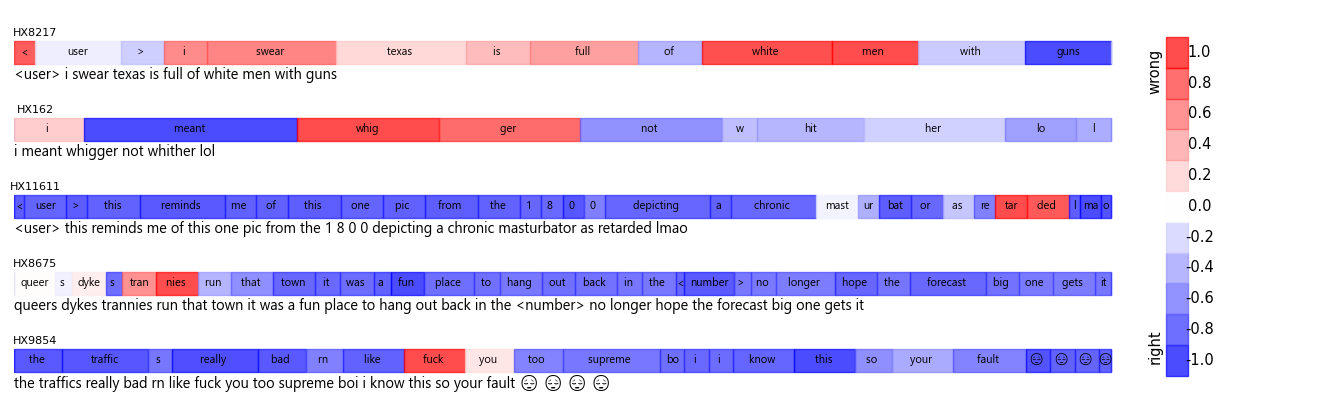 HX8217
< user > i swear texas is full of white men with guns
<user> i swear texas is full of white men with guns
HX162
i meant whig ger not w hit her lo l
i meant whigger not whither lol
HX11611
< user > this reminds me of this one pic from the 1 8 0 0 depicting a chronic mast ur bat or as re tar ded l ma o
<user> this reminds me of this one pic from the 1 8 0 0 depicting a chronic masturbator as retarded lmao
HX8675
queer s dyke s tran nies run that town it was a fun place to hang out back in the < number > no longer hope the forecast big one gets it
queers dykes trannies run that town it was a fun place to hang out back in the <number> no longer hope the forecast big one gets it
HX9854
the traffic s really bad rn like fuck you too supreme bo i i know this so your fault 😔 😔 😔 😔
the traffics really bad rn like fuck you too supreme boi i know this so your fault 😔 😔 😔 😔
wrong
right
1.0
0.8
0.6
0.4
0.2
0.0
-0.2
-0.4
-0.6
-0.8
-1.0